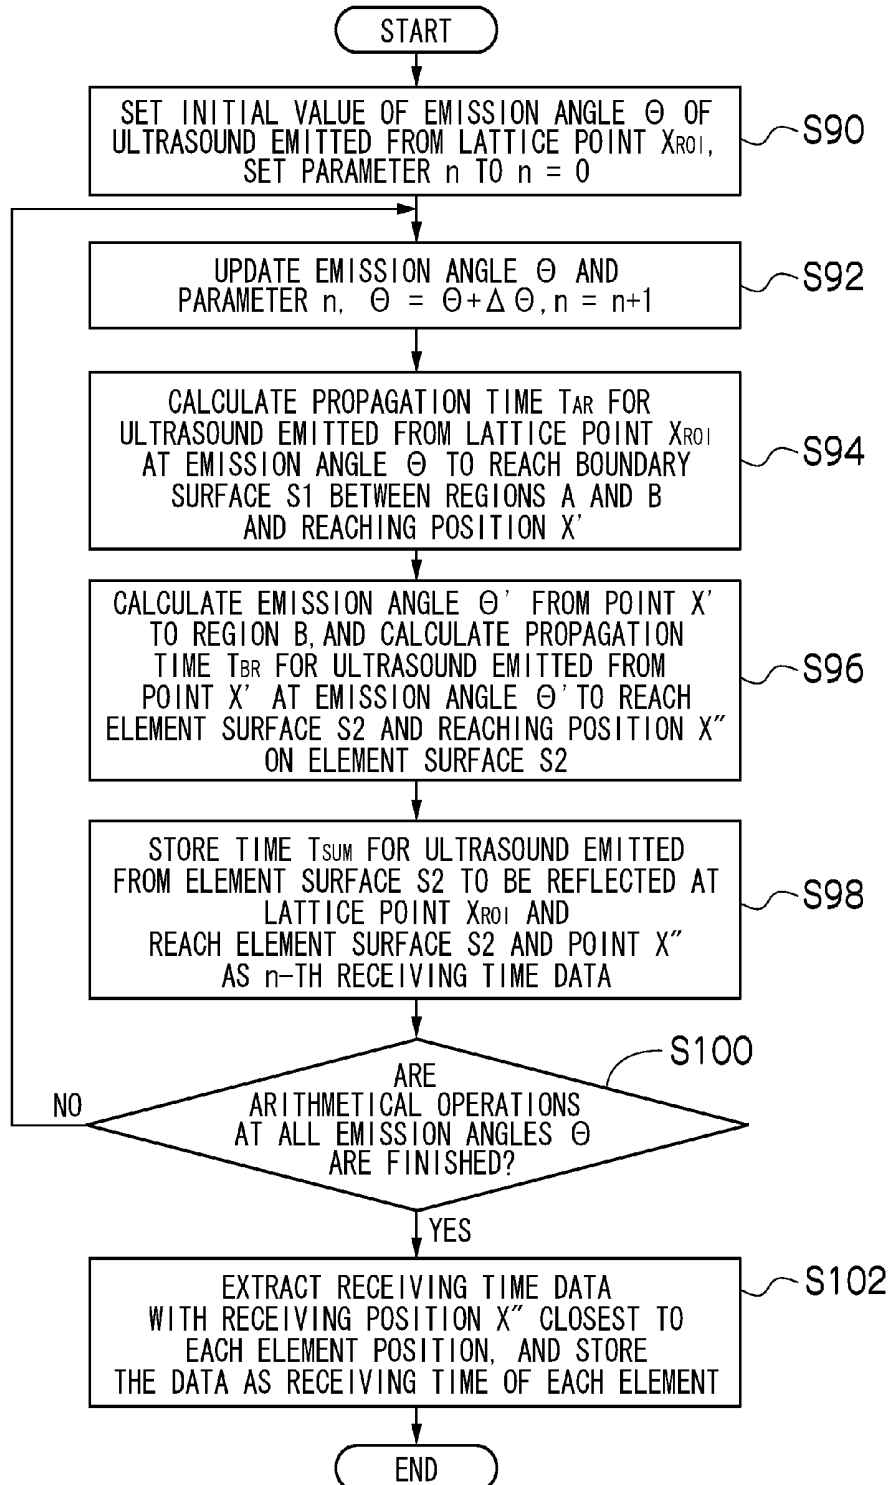 START
SET INITIAL VALUE OF EMISSION ANGLE Θ OF
ULTRASOUND EMITTED FROM LATTICE POINT XROI,
SET PARAMETER n TO n = 0
S90
UPDATE EMISSION ANGLE Θ AND
PARAMETER n, Θ = Θ+ΔΘ, n = n+1
S92
CALCULATE PROPAGATION TIME TAR FOR
ULTRASOUND EMITTED FROM LATTICE POINT XROI
AT EMISSION ANGLE Θ TO REACH BOUNDARY
SURFACE S1 BETWEEN REGIONS A AND B
AND REACHING POSITION X'
S94
CALCULATE EMISSION ANGLE Θ' FROM POINT X'
TO REGION B, AND CALCULATE PROPAGATION
TIME TBR FOR ULTRASOUND EMITTED FROM
POINT X' AT EMISSION ANGLE Θ' TO REACH
ELEMENT SURFACE S2 AND REACHING POSITION X"
ON ELEMENT SURFACE S2
S96
STORE TIME TSUM FOR ULTRASOUND EMITTED
FROM ELEMENT SURFACE S2 TO BE REFLECTED AT
LATTICE POINT XROI AND
REACH ELEMENT SURFACE S2 AND POINT X"
AS n-TH RECEIVING TIME DATA
S98
ARE
ARITHMETICAL OPERATIONS
AT ALL EMISSION ANGLES Θ
ARE FINISHED?
S100
NO
YES
EXTRACT RECEIVING TIME DATA
WITH RECEIVING POSITION X" CLOSEST TO
EACH ELEMENT POSITION, AND STORE
THE DATA AS RECEIVING TIME OF EACH ELEMENT
S102
END